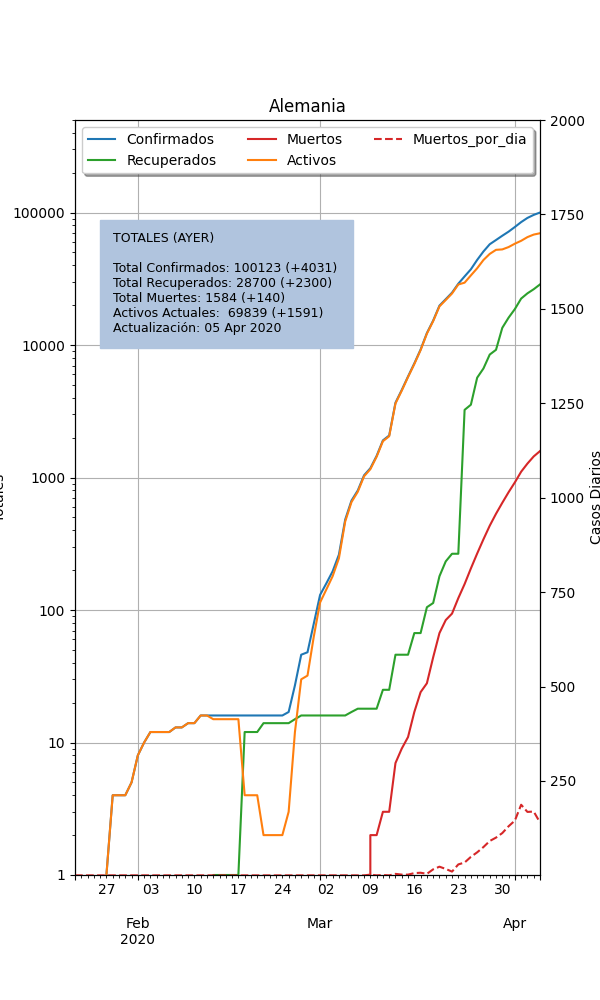 Alemania
Confirmados Muertos Muertos_por_dia
Recuperados Activos
TOTALES (AYER)
Total Confirmados: 100123 (+4031)
Total Recuperados: 28700 (+2300)
Total Muertes: 1584 (+140)
Activos Actuales: 69839 (+1591)
Actualización: 05 Apr 2020
100000
10000
1000
100
10
1
2000
1750
1500
1250
1000
750
500
250
Casos Diarios
27 03 10 17 24 02 09 16 23 30
Feb Mar Apr
2020